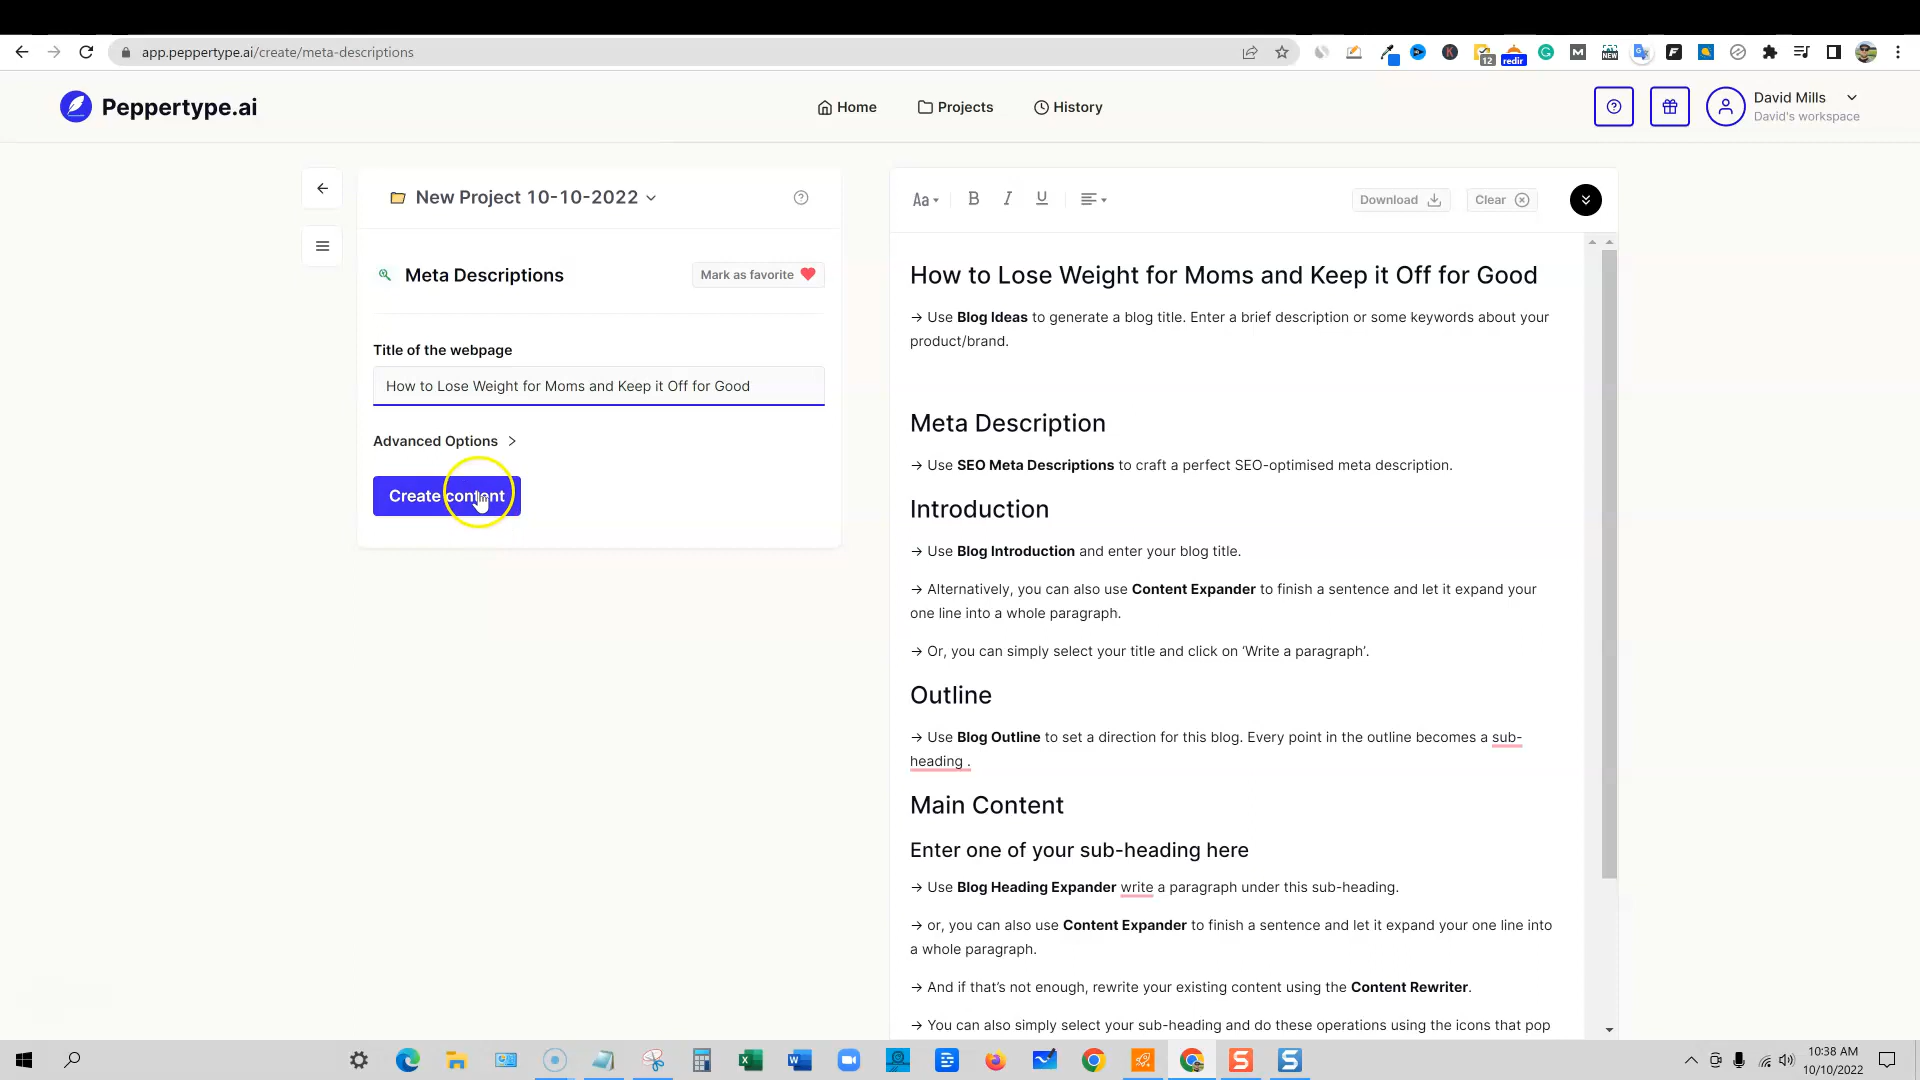 app.peppertype.ai/create/meta-descriptions
12
redir
NEW
Peppertype.ai
Home
Projects
History
David Mills
David's workspace
New Project 10-10-2022
Meta Descriptions
Mark as favorite
Title of the webpage
How to Lose Weight for Moms and Keep it Off for Good
Advanced Options
Create content
Aa
B
I
U
Download
Clear
How to Lose Weight for Moms and Keep it Off for Good
→ Use Blog Ideas to generate a blog title. Enter a brief description or some keywords about your
product/brand.
Meta Description
→ Use SEO Meta Descriptions to craft a perfect SEO-optimised meta description.
Introduction
→ Use Blog Introduction and enter your blog title.
→ Alternatively, you can also use Content Expander to finish a sentence and let it expand your
one line into a whole paragraph.
→ Or, you can simply select your title and click on ‘Write a paragraph’.
Outline
→ Use Blog Outline to set a direction for this blog. Every point in the outline becomes a sub-
heading .
Main Content
Enter one of your sub-heading here
→ Use Blog Heading Expander write a paragraph under this sub-heading.
→ or, you can also use Content Expander to finish a sentence and let it expand your one line into
a whole paragraph.
→ And if that’s not enough, rewrite your existing content using the Content Rewriter.
→ You can also simply select your sub-heading and do these operations using the icons that pop
10:38 AM
10/10/2022